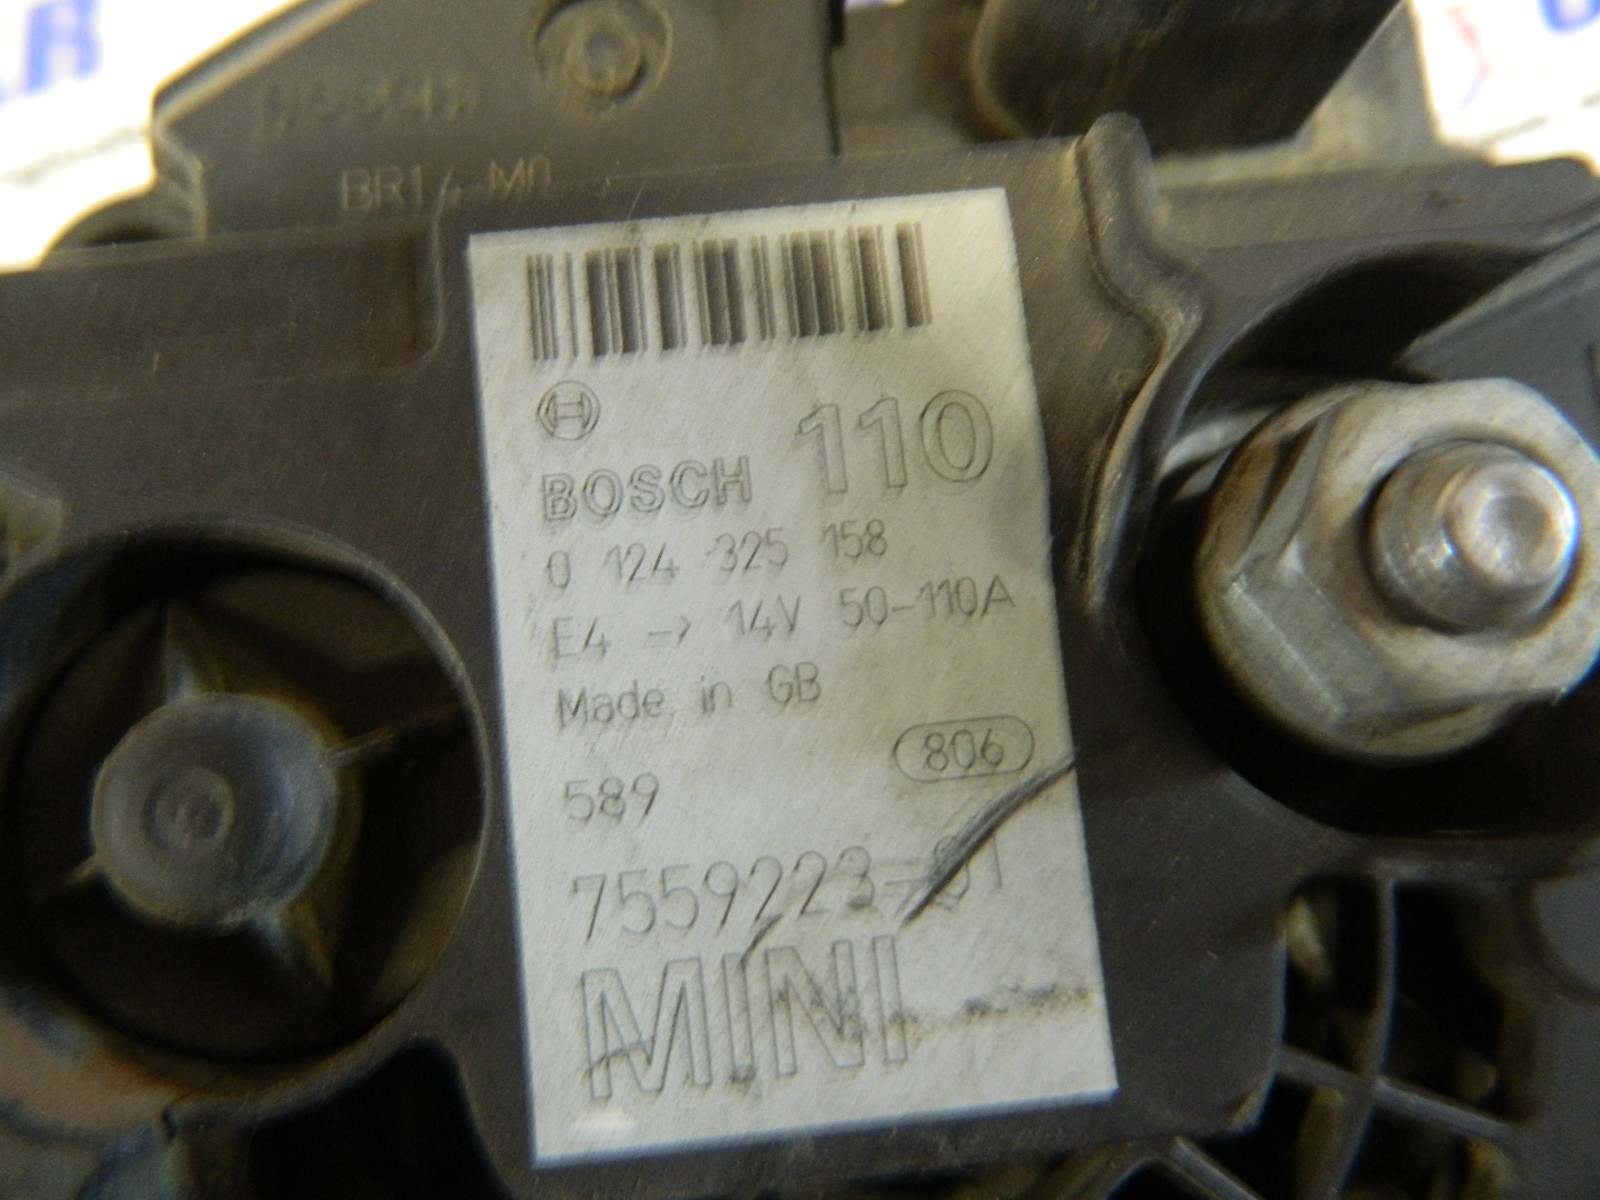 BR14-M0
110
BOSCH
0 124 325 158
E4 -> 14V 50-110A
Made in GB
806
589
7559223-01
MINI